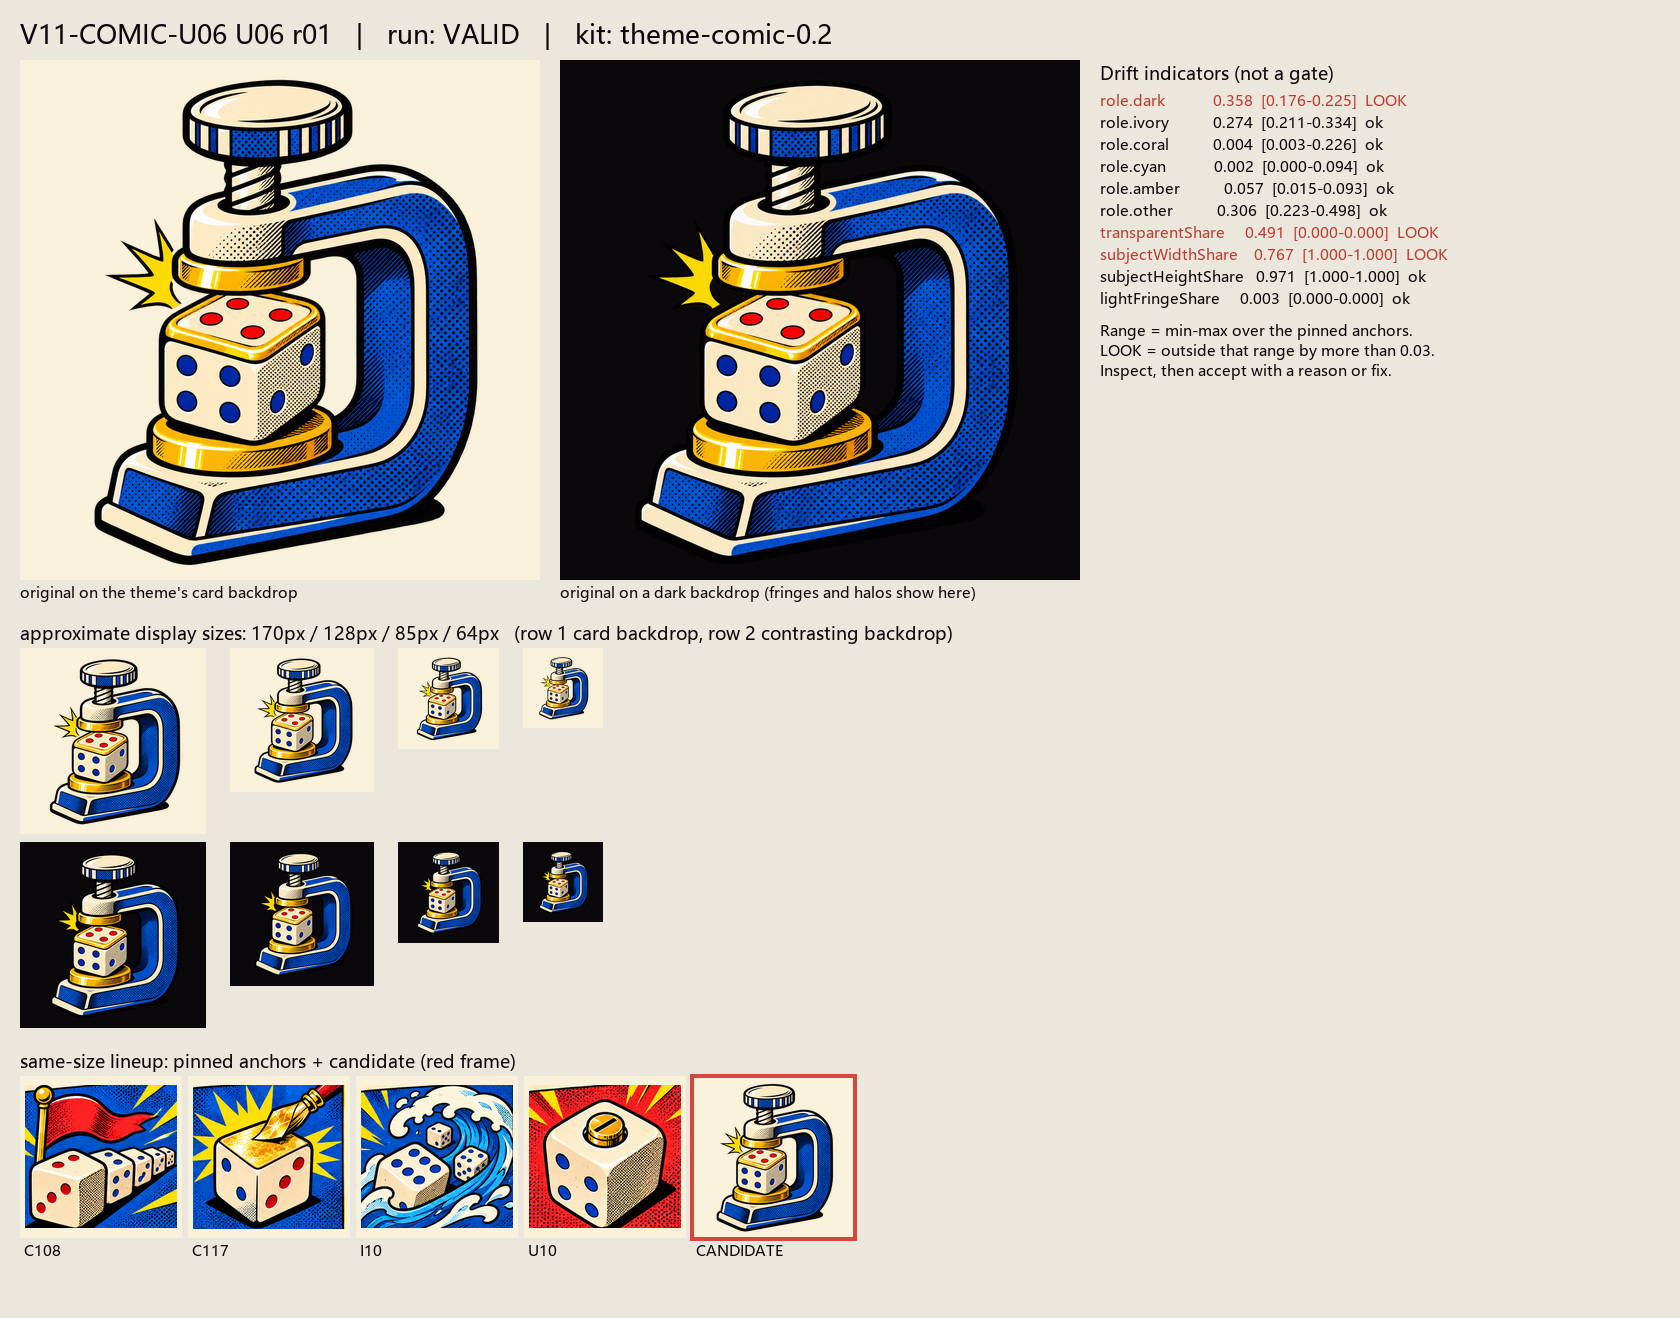 V11-COMIC-U06 U06 r01 | run: VALID | kit: theme-comic-0.2
Drift indicators (not a gate)
role.dark 0.358 [0.176-0.225] LOOK
role.ivory 0.274 [0.211-0.334] ok
role.coral 0.004 [0.003-0.226] ok
role.cyan 0.002 [0.000-0.094] ok
role.amber 0.057 [0.015-0.093] ok
role.other 0.306 [0.223-0.498] ok
transparentShare 0.491 [0.000-0.000] LOOK
subjectWidthShare 0.767 [1.000-1.000] LOOK
subjectHeightShare 0.971 [1.000-1.000] ok
lightFringeShare 0.003 [0.000-0.000] ok
Range = min-max over the pinned anchors.
LOOK = outside that range by more than 0.03.
Inspect, then accept with a reason or fix.
original on the theme's card backdrop
original on a dark backdrop (fringes and halos show here)
approximate display sizes: 170px / 128px / 85px / 64px (row 1 card backdrop, row 2 contrasting backdrop)
same-size lineup: pinned anchors + candidate (red frame)
C108
C117
I10
U10
CANDIDATE